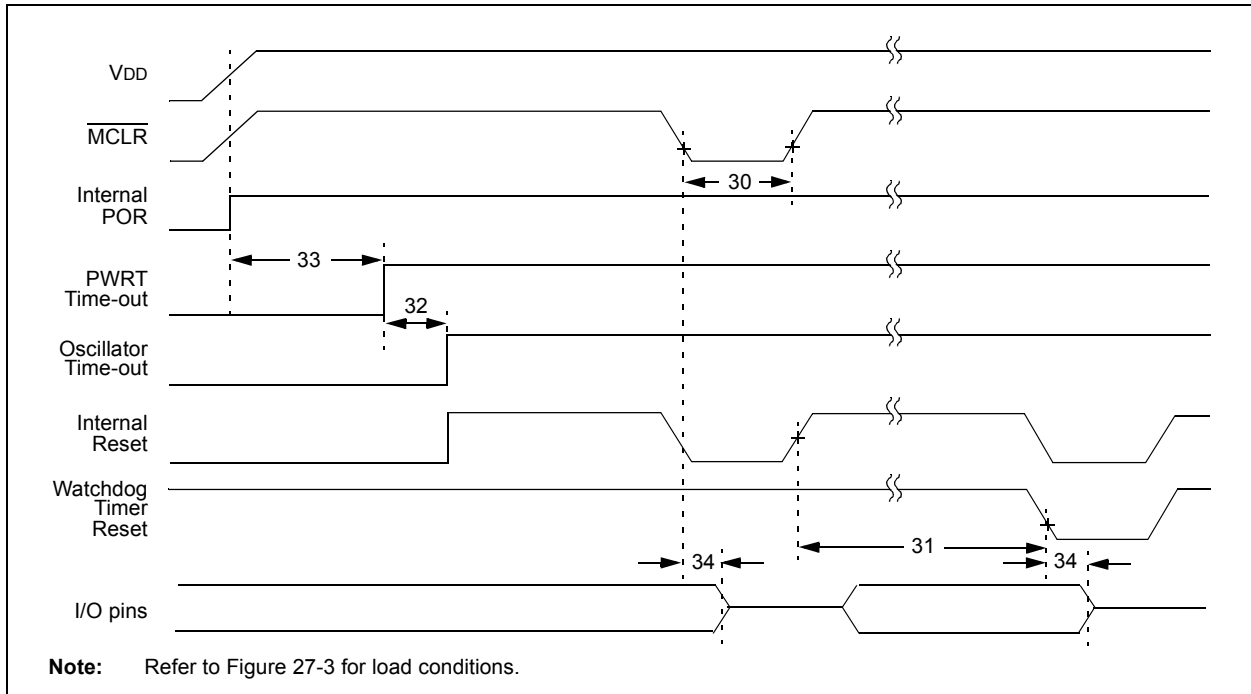 VDD
MCLR
30
Internal
POR
33
PWRT
Time-out
32
Oscillator
Time-out
Internal
Reset
Watchdog
Timer
Reset
31
34
34
I/O pins
Note: Refer to Figure 27-3 for load conditions.